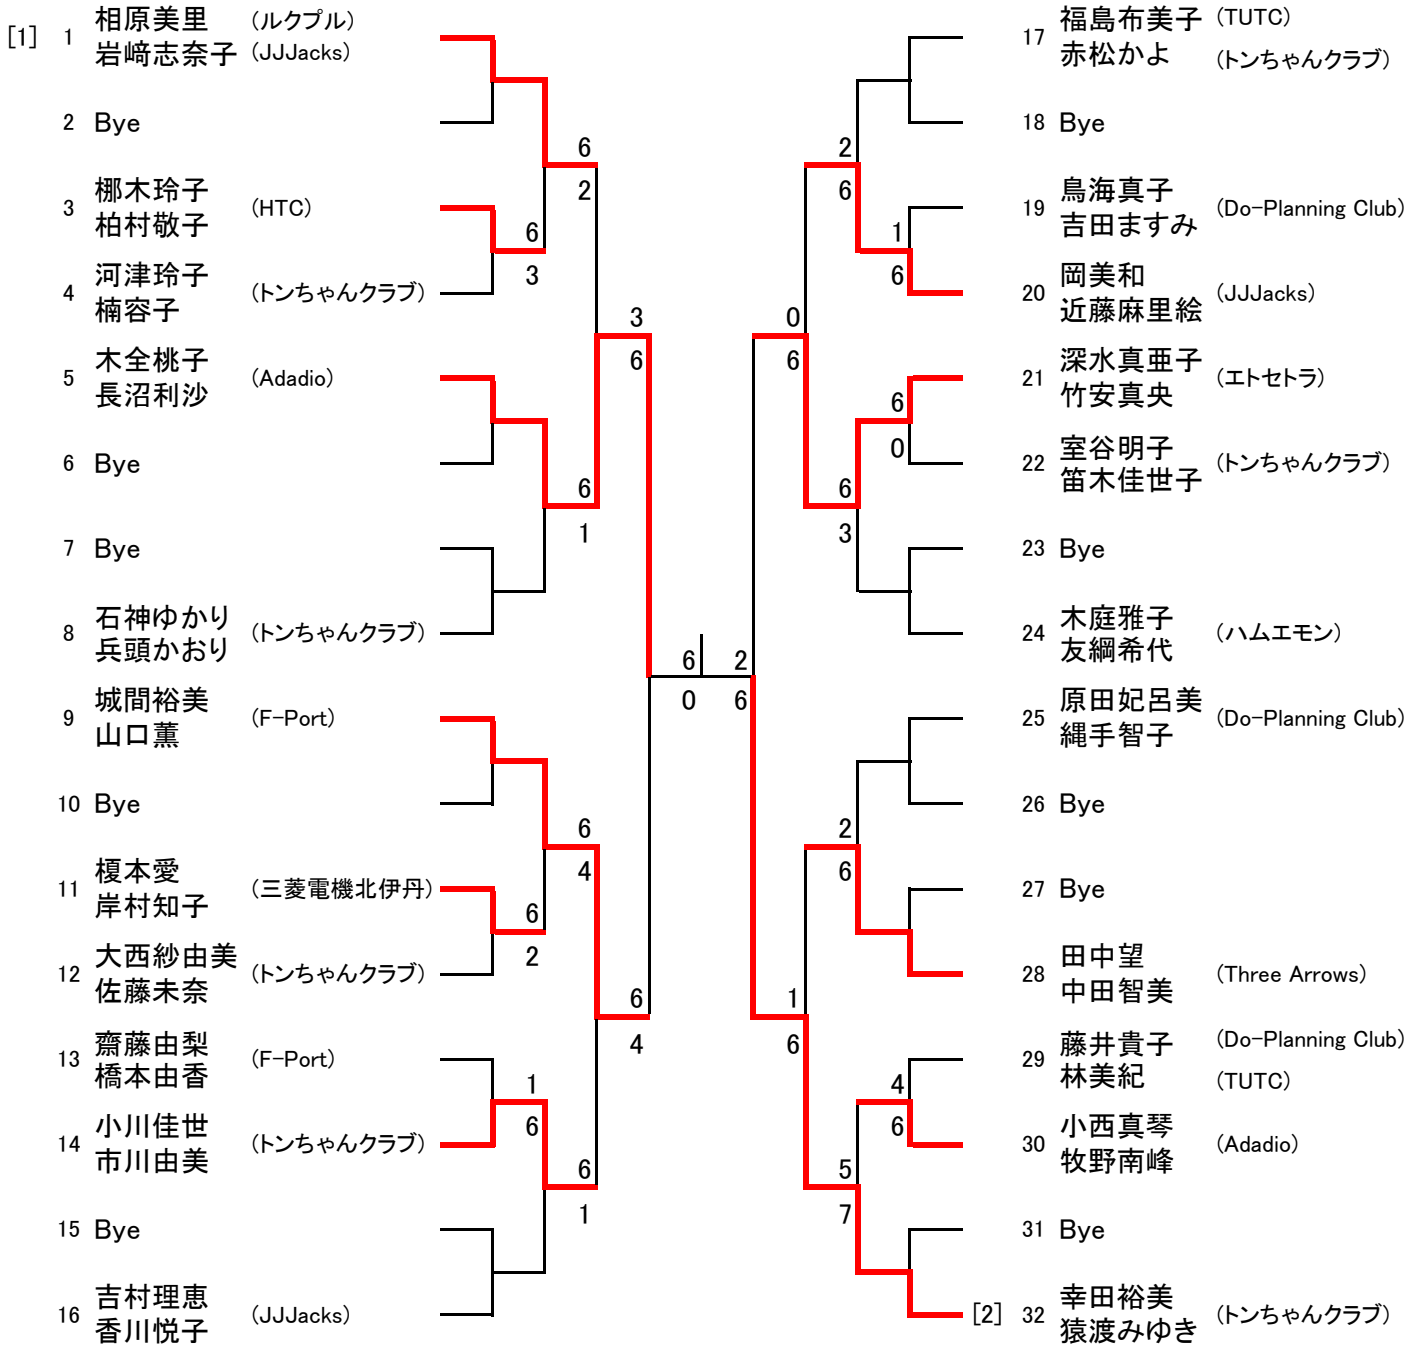 [1] 1 相原美里 (ルクプル)
岩﨑志奈子 (JJJacks)
2 Bye
3 梛木玲子
柏村敬子 (HTC)
4 河津玲子
楠容子 (トンちゃんクラブ)
5 木全桃子
長沼利沙 (Adadio)
6 Bye
7 Bye
8 石神ゆかり
兵頭かおり (トンちゃんクラブ)
9 城間裕美
山口薫 (F-Port)
10 Bye
11 榎本愛
岸村知子 (三菱電機北伊丹)
12 大西紗由美
佐藤未奈 (トンちゃんクラブ)
13 齋藤由梨
橋本由香 (F-Port)
14 小川佳世
市川由美 (トンちゃんクラブ)
15 Bye
16 吉村理恵
香川悦子 (JJJacks)
6
3
6
2
1
6
6
2
6
1
6
4
6
1
3
6
6
4
6 2
0 6
0
6
1
6
2
6
6
3
2
6
5
7
1
6
6
0
4
6
17 福島布美子 (TUTC)
赤松かよ (トンちゃんクラブ)
18 Bye
19 鳥海真子
吉田ますみ (Do-Planning Club)
20 岡美和
近藤麻里絵 (JJJacks)
21 深水真亜子
竹安真央 (エトセトラ)
22 室谷明子
笛木佳世子 (トンちゃんクラブ)
23 Bye
24 木庭雅子
友綱希代 (ハムエモン)
25 原田妃呂美
縄手智子 (Do-Planning Club)
26 Bye
27 Bye
28 田中望
中田智美 (Three Arrows)
29 藤井貴子 (Do-Planning Club)
林美紀 (TUTC)
30 小西真琴
牧野南峰 (Adadio)
31 Bye
[2] 32 幸田裕美
猿渡みゆき (トンちゃんクラブ)